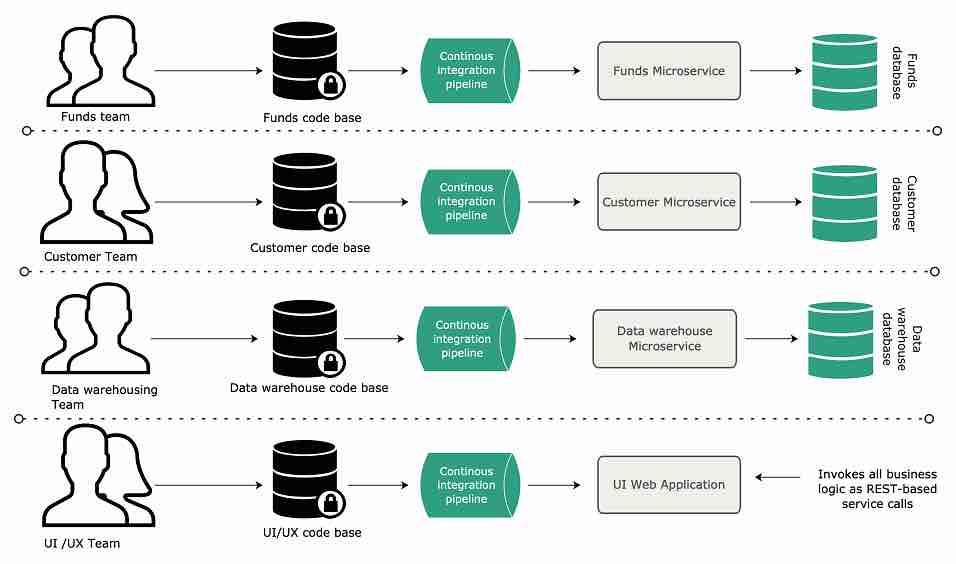 Continous
integration
pipeline
Funds Microservice
Funds
database
Funds team
Funds code base
Continous
integration
pipeline
Customer Microservice
Customer
database
Customer Team
Customer code base
Continous
integration
pipeline
Data warehouse
Microservice
Data
warehouse
database
Data warehousing
Team
Data warehouse code base
Continous
integration
pipeline
UI Web Application
Invokes all business
logic as REST-based
service calls
UI /UX Team
UI/UX code base